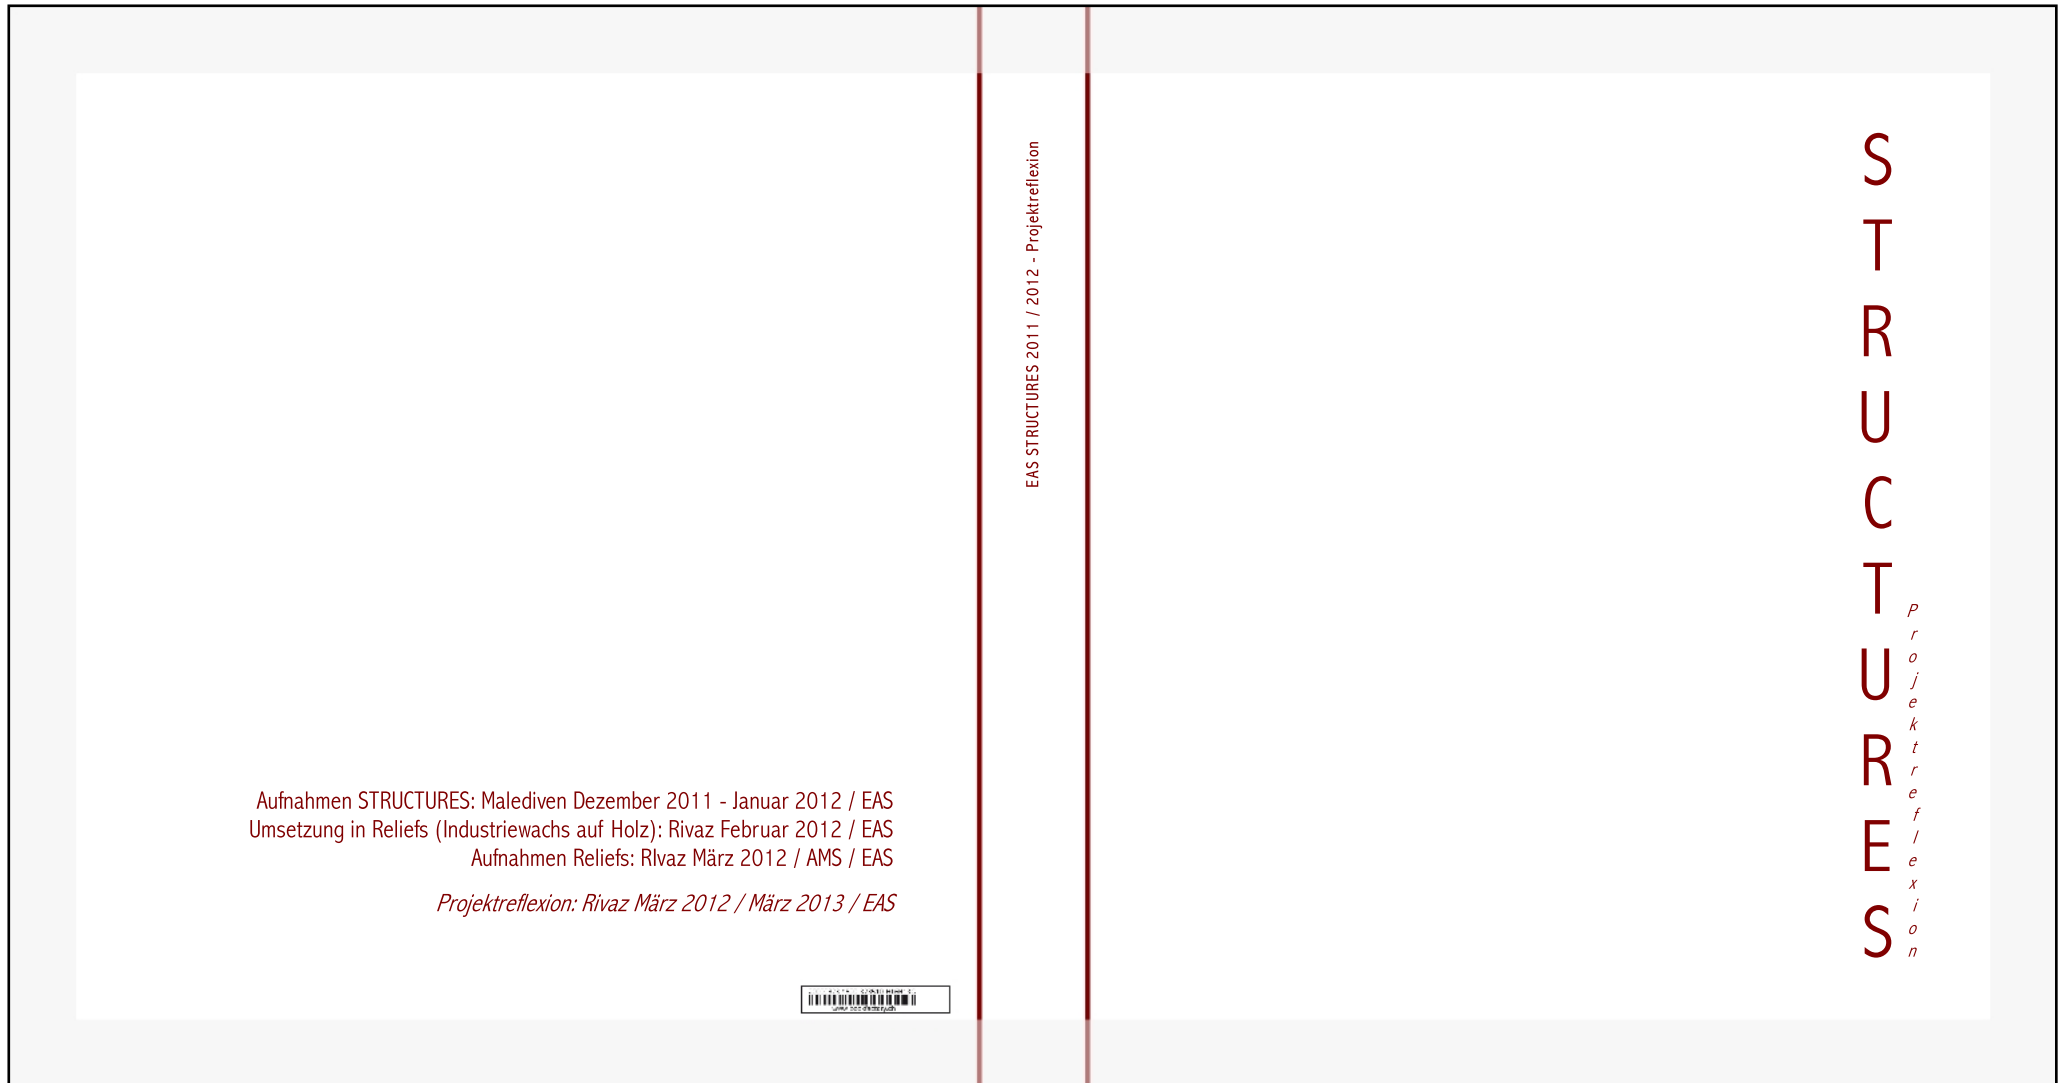 Aufnahmen STRUCTURES: Malediven Dezember 2011 - Januar 2012 / EAS
Umsetzung in Reliefs (Industriewachs auf Holz): Rivaz Februar 2012 / EAS
Aufnahmen Reliefs: RIvaz März 2012 / AMS / EAS
Projektreflexion: Rivaz März 2012 / März 2013 / EAS
EAS STRUCTURES 2011 / 2012 - Projektreflexion
STRUCTURES
Projektreflexion